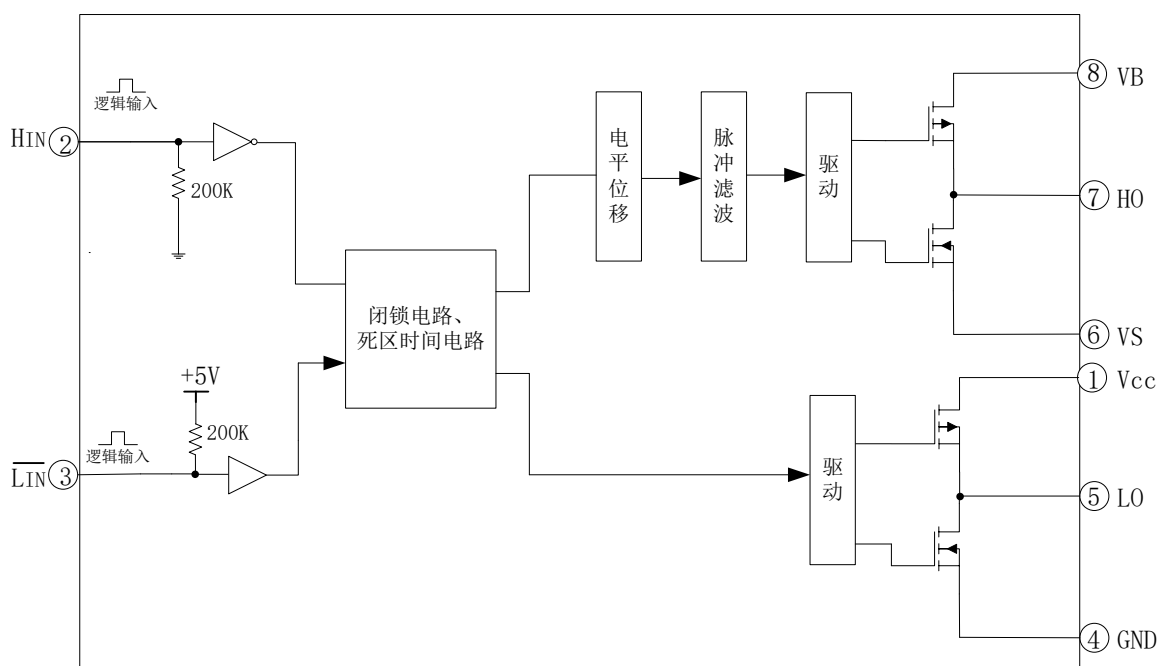 逻辑输入
HIN ②
200K
+5V
200K
逻辑输入
LIN ③
闭锁电路、
死区时间电路
电平位移
脉冲滤波
驱动
⑧ VB
⑦ HO
⑥ VS
① Vcc
驱动
⑤ LO
④ GND